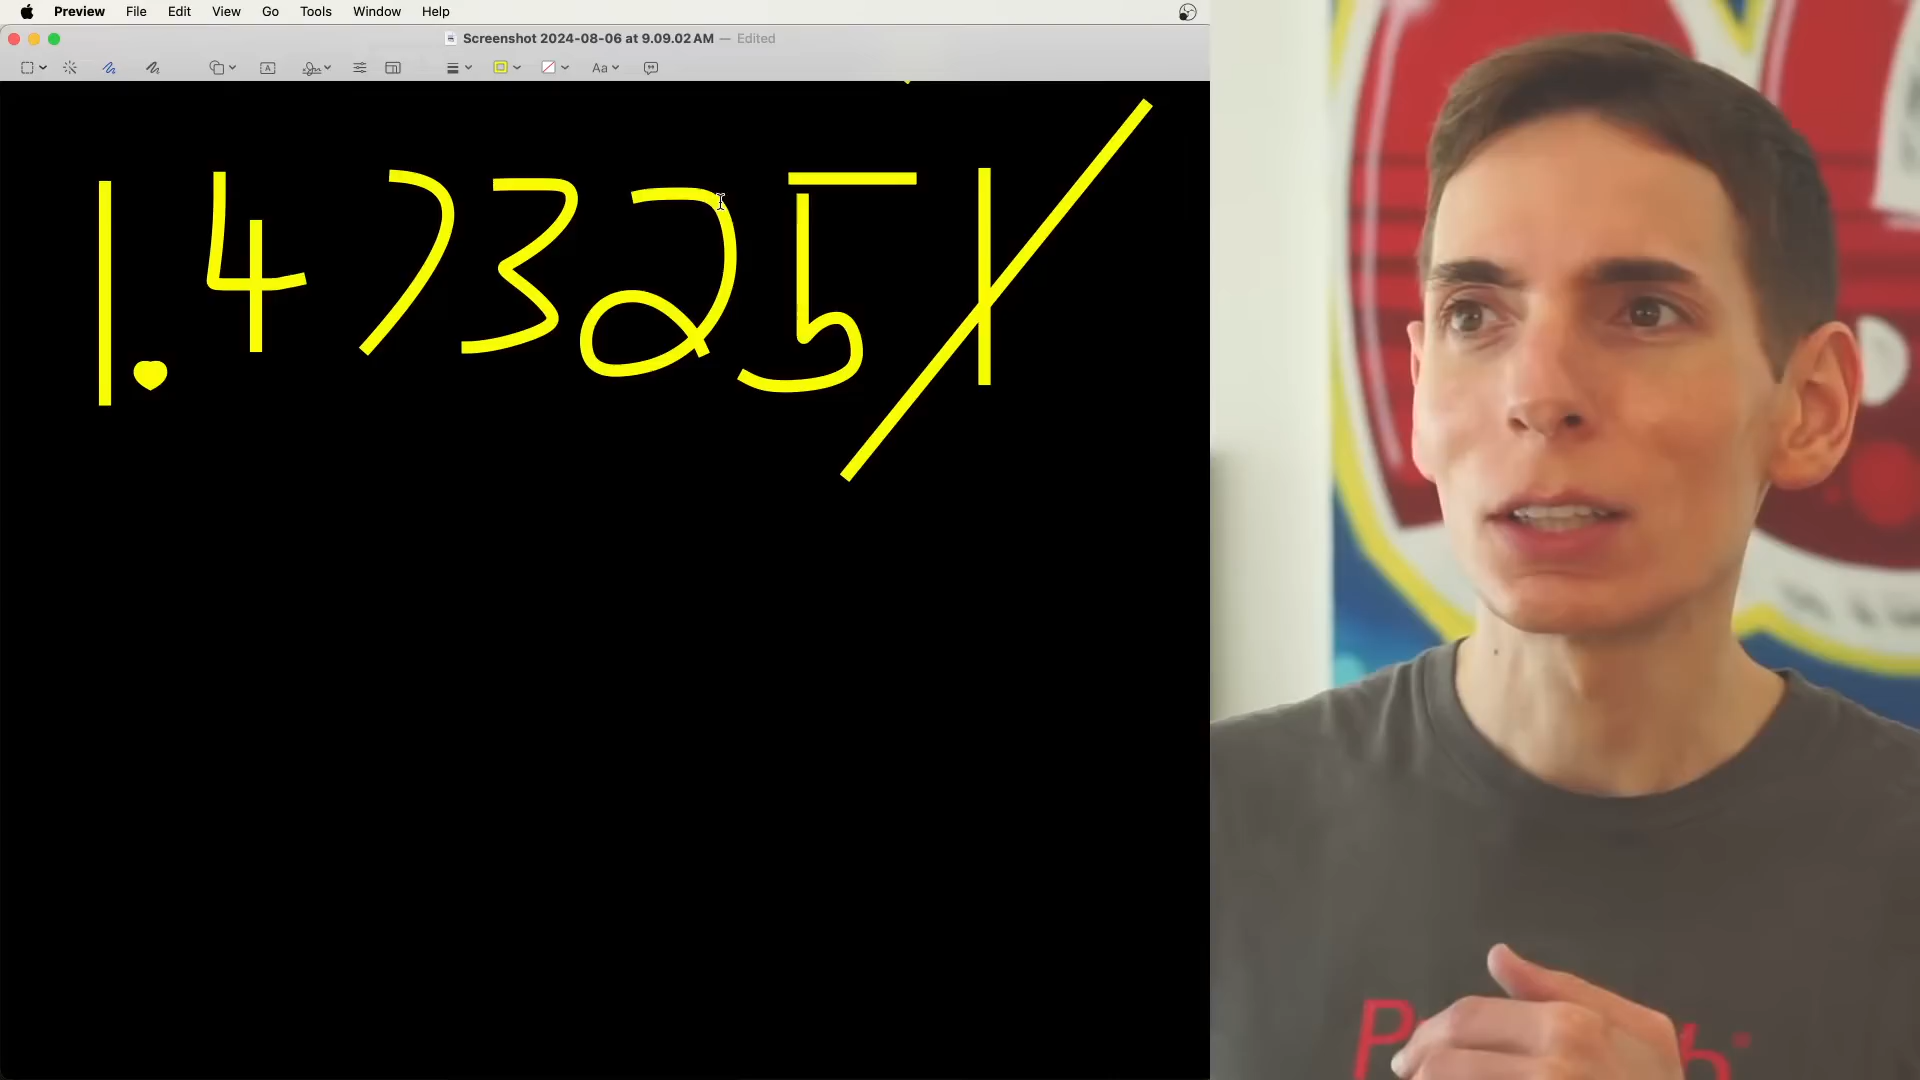 Preview File Edit View Go Tools Window Help
Screenshot 2024-08-06 at 9.09.02 AM — Edited
Aa
1.473251